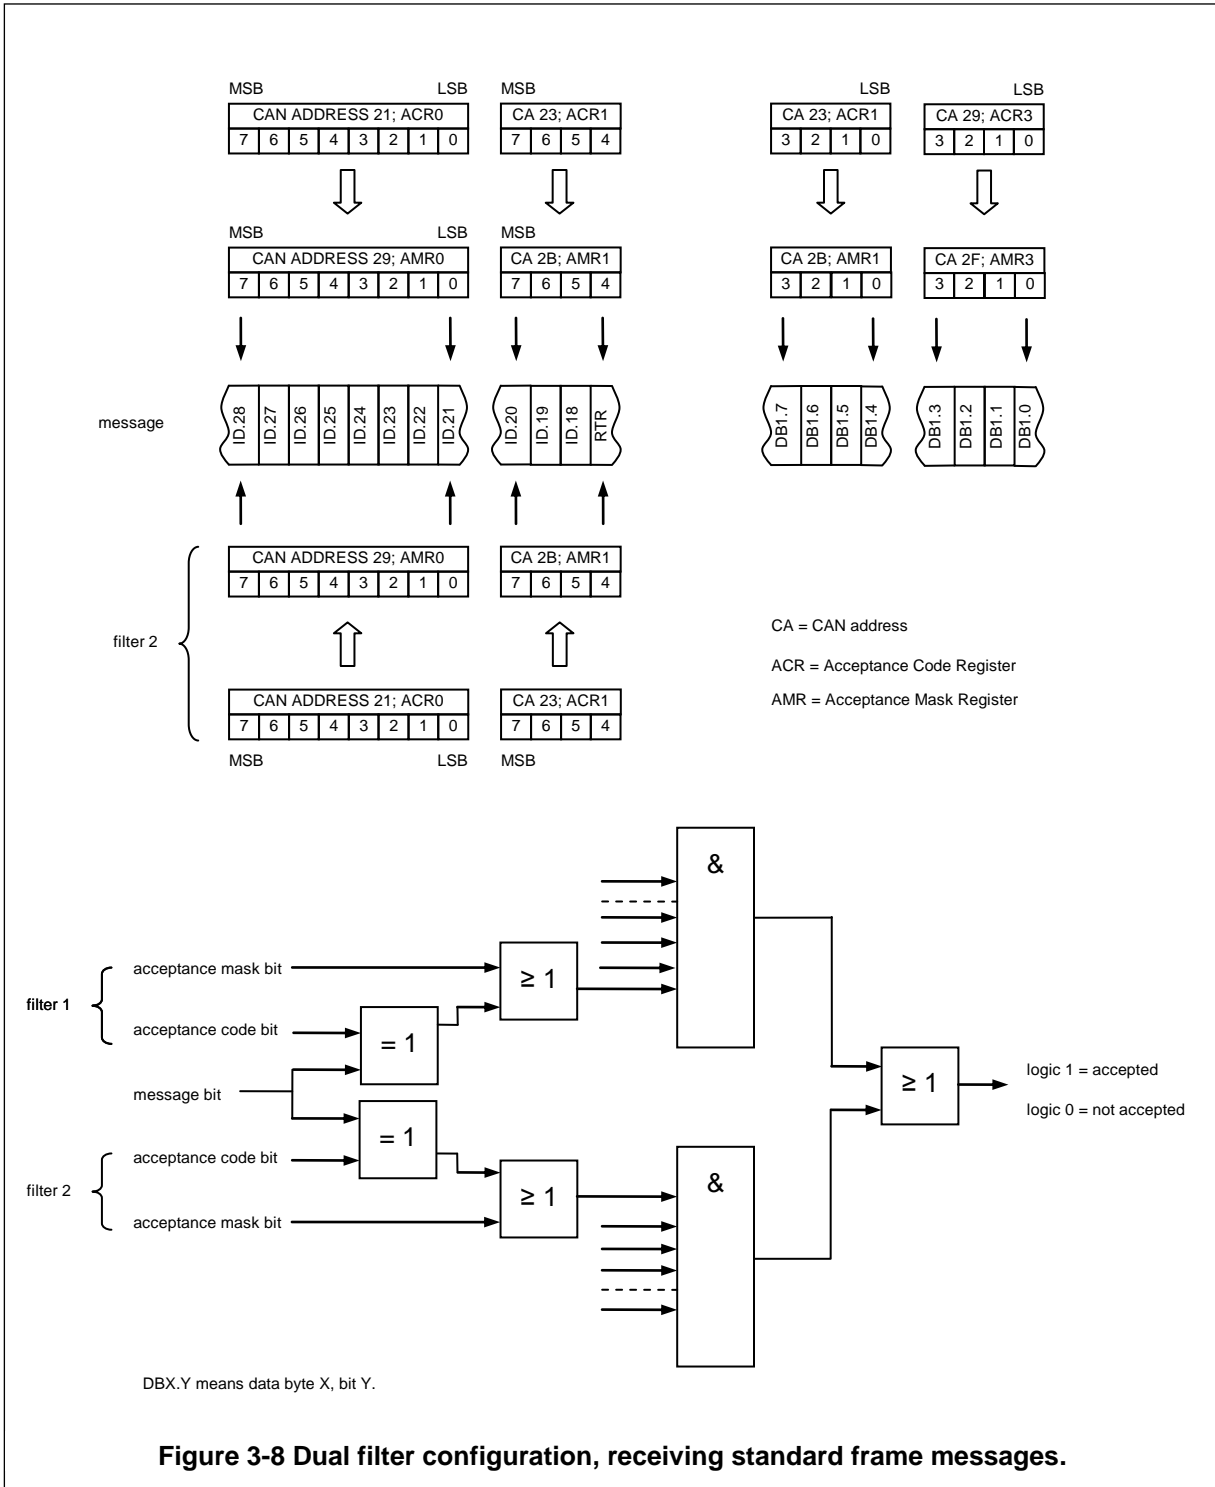 MSB LSB MSB LSB LSB
CAN ADDRESS 21; ACR0 CA 23; ACR1 CA 23; ACR1 CA 29; ACR3
7 6 5 4 3 2 1 0 7 6 5 4 3 2 1 0 3 2 1 0
MSB LSB MSB
CAN ADDRESS 29; AMR0 CA 2B; AMR1 CA 2B; AMR1 CA 2F; AMR3
7 6 5 4 3 2 1 0 7 6 5 4 3 2 1 0 3 2 1 0
message ID.28 ID.27 ID.26 ID.25 ID.24 ID.23 ID.22 ID.21 ID.20 ID.19 ID.18 RTR DB1.7 DB1.6 DB1.5 DB1.4 DB1.3 DB1.2 DB1.1 DB1.0
CAN ADDRESS 29; AMR0 CA 2B; AMR1
7 6 5 4 3 2 1 0 7 6 5 4
filter 2
CA = CAN address
ACR = Acceptance Code Register
AMR = Acceptance Mask Register
CAN ADDRESS 21; ACR0 CA 23; ACR1
7 6 5 4 3 2 1 0 7 6 5 4
MSB LSB MSB
&
acceptance mask bit
≥ 1
filter 1
acceptance code bit
= 1
message bit
≥ 1
logic 1 = accepted
logic 0 = not accepted
= 1
acceptance code bit
filter 2
≥ 1
&
acceptance mask bit
DBX.Y means data byte X, bit Y.
Figure 3-8 Dual filter configuration, receiving standard frame messages.